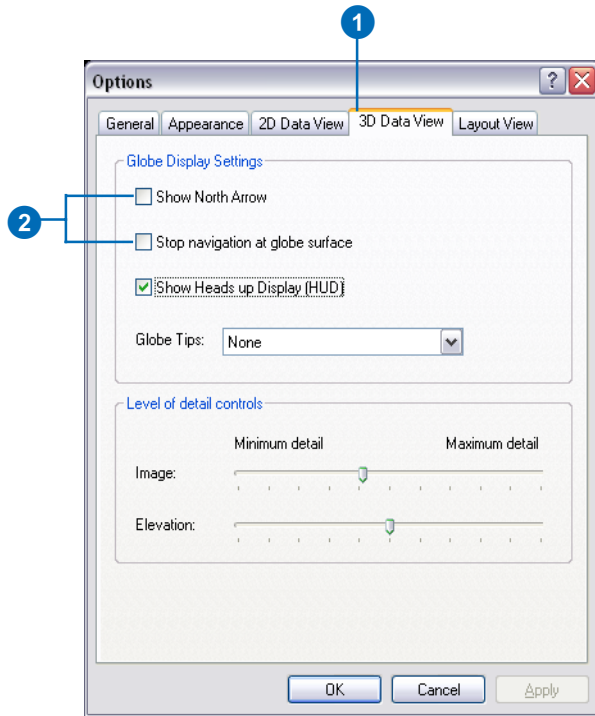 1
Options
General Appearance 2D Data View 3D Data View Layout View
Globe Display Settings
Show North Arrow
2
Stop navigation at globe surface
Show Heads up Display (HUD)
Globe Tips: None
Level of detail controls
Minimum detail Maximum detail
Image:
Elevation:
OK Cancel Apply